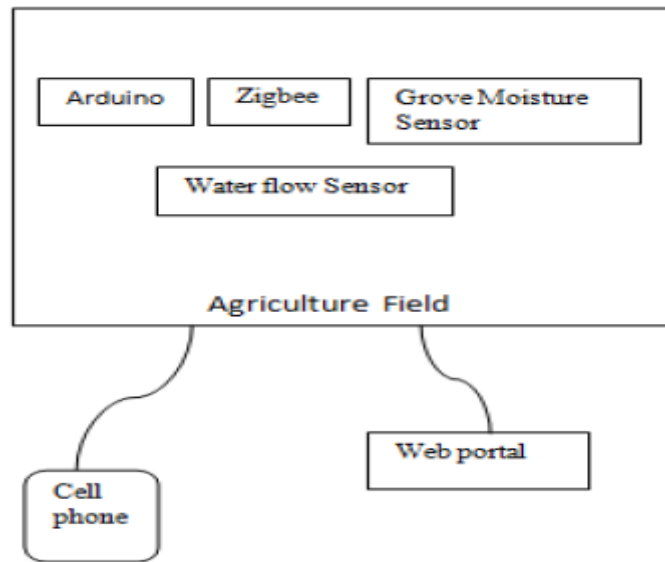 Arduino
Zigbee
Grove Moisture
Sensor
Water flow Sensor
Agriculture Field
Web portal
Cell
phone